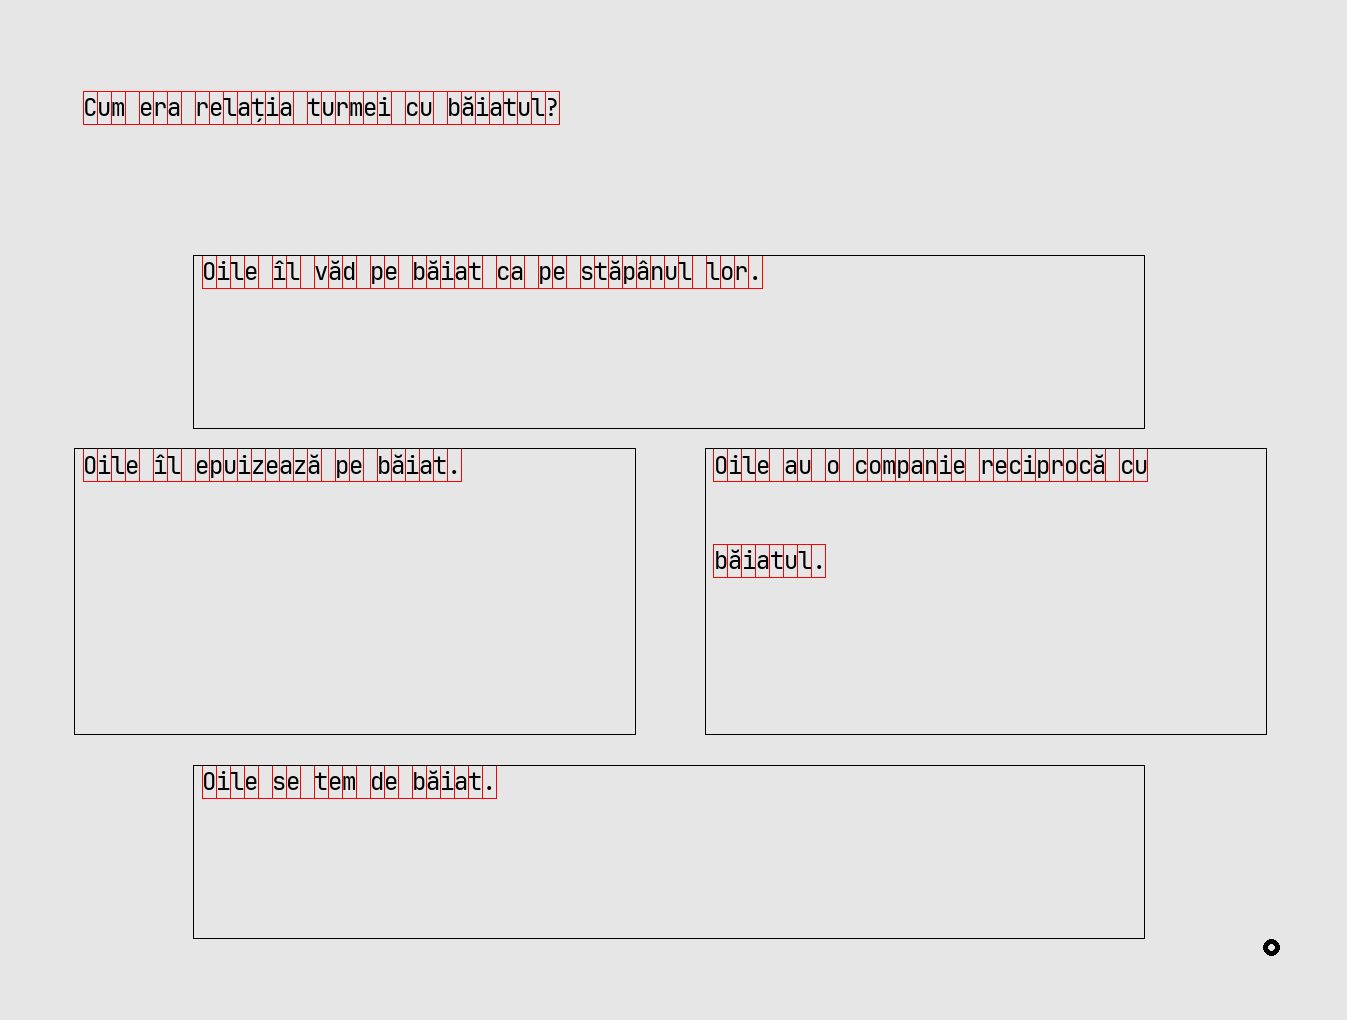 Cum era relația turmei cu băiatul?
Oile îl văd pe băiat ca pe stăpânul lor.
Oile îl epuizează pe băiat.
Oile au o companie reciprocă cu
băiatul.
Oile se tem de băiat.